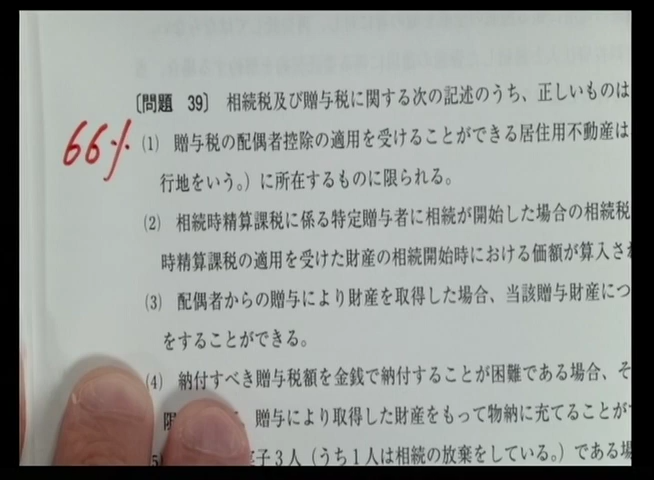 〔問題 39〕 相続税及び贈与税に関する次の記述のうち、正しいものは
66%
(1) 贈与税の配偶者控除の適用を受けることができる居住用不動産は、
行地をいう。）に所在するものに限られる。
(2) 相続時精算課税に係る特定贈与者に相続が開始した場合の相続税
時精算課税の適用を受けた財産の相続開始時における価額が算入さ
(3) 配偶者からの贈与により財産を取得した場合、当該贈与財産につ
をすることができる。
(4) 納付すべき贈与税額を金銭で納付することが困難である場合、そ
限 贈与により取得した財産をもって物納に充てることが
子3人（うち1人は相続の放棄をしている。）である場